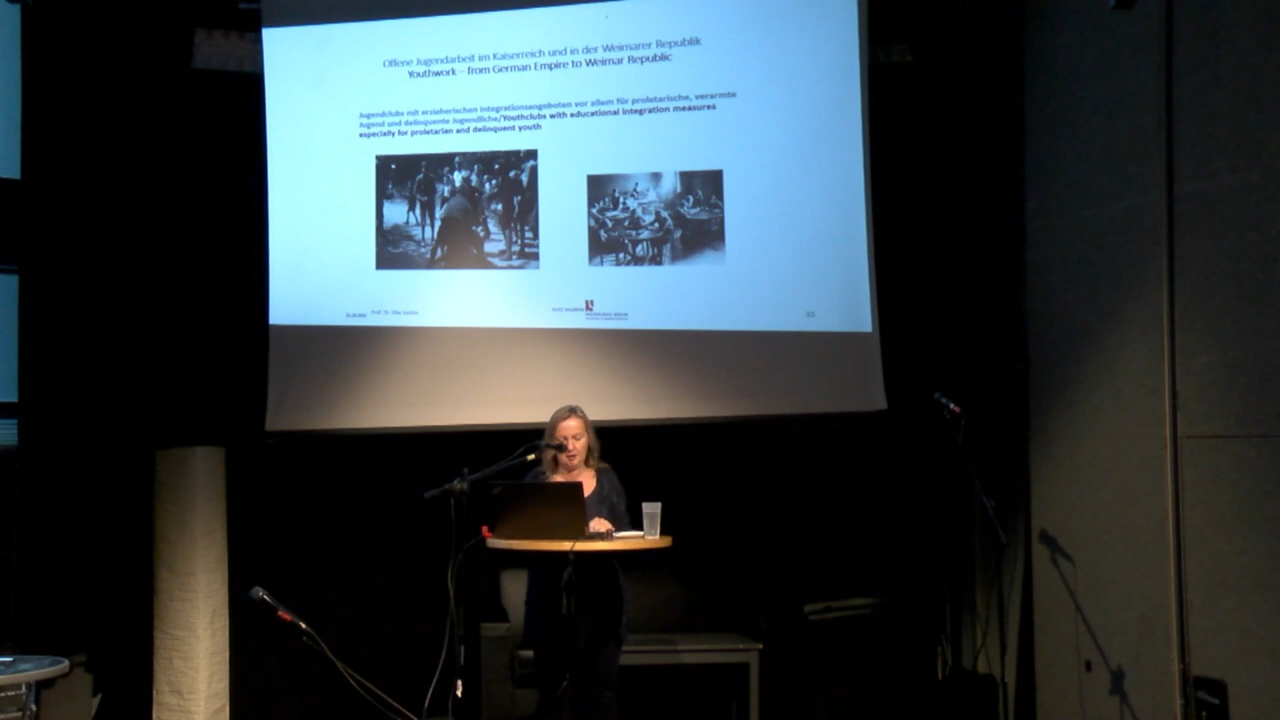 Offene Jugendarbeit im Kaiserreich und in der Weimarer Republik
Youthwork – from German Empire to Weimar Republic
Jugendclubs mit erzieherischen Integrationsangeboten vor allem für proletarische, verarmte
Jugend und delinquente Jugendliche/Youthclubs with educational integration measures
especially for proletarian and delinquent youth
Prof. Dr.